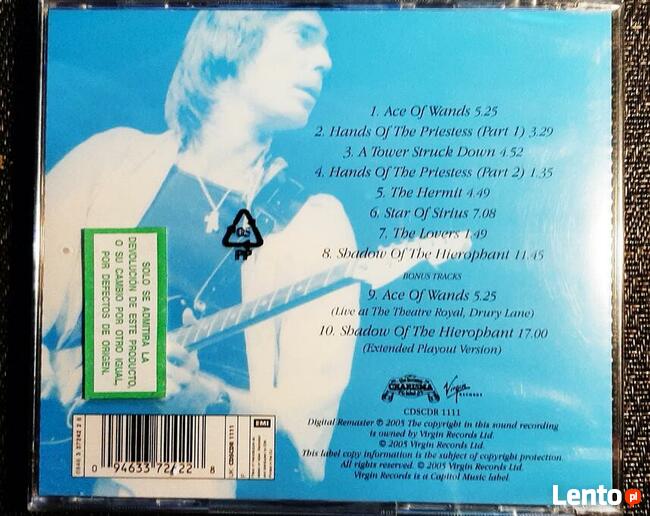 1. Ace Of Wands 5.25
2. Hands Of The Priestess (Part 1) 3.29
3. A Tower Struck Down 4.52
4. Hands Of The Priestess (Part 2) 1.35
5. The Hermit 4.49
6. Star Of Sirius 7.08
7. The Lovers 1.49
8. Shadow Of The Hierophant 11.45
BONUS TRACKS
9. Ace Of Wands 5.25
(Live at The Theatre Royal, Drury Lane)
10. Shadow Of The Hierophant 17.00
(Extended Playout Version)
05
PP
SOLO SE ADMITIRA LA
DEVOLUCIÓN DE ESTE PRODUCTO,
O SU CAMBIO POR OTRO IGUAL,
POR DEFECTOS DE ORIGEN.
CHARISMA
Virgin
RECORDS
CDSCDR 1111
Digital Remaster ℗ 2005 The copyright in this sound recording
is owned by Virgin Records Ltd.
© 2005 Virgin Records Ltd.
This label copy information is the subject of copyright protection.
All rights reserved. © 2005 Virgin Records Ltd.
Virgin Records is a Capitol Music label.
EMI
UK: CDSCDR 1111
0 94633 72422 8
Lento pl